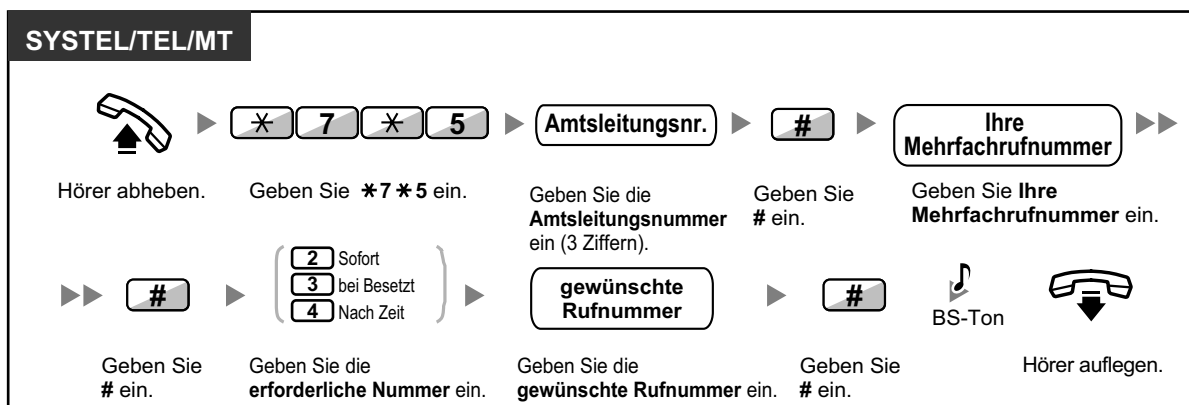 SYSTEL/TEL/MT
* 7 * 5
Amtsleitungsnr.
#
Ihre
Mehrfachrufnummer
Hörer abheben.
Geben Sie *7*5 ein.
Geben Sie die
Amtsleitungsnummer
ein (3 Ziffern).
Geben Sie
# ein.
Geben Sie Ihre
Mehrfachrufnummer ein.
#
2 Sofort
3 bei Besetzt
4 Nach Zeit
gewünschte
Rufnummer
#
BS-Ton
Geben Sie
# ein.
Geben Sie die
erforderliche Nummer ein.
Geben Sie die
gewünschte Rufnummer ein.
Geben Sie
# ein.
Hörer auflegen.